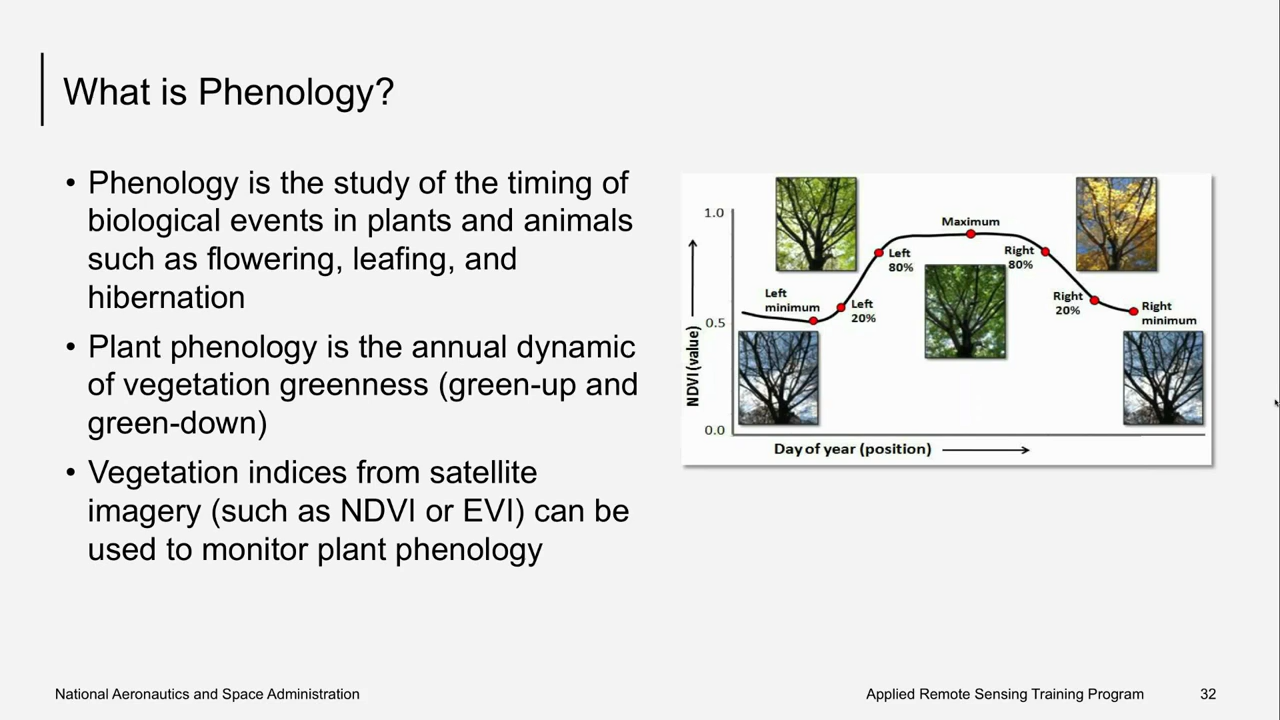 What is Phenology?
• Phenology is the study of the timing of
biological events in plants and animals
such as flowering, leafing, and
hibernation
• Plant phenology is the annual dynamic
of vegetation greenness (green-up and
green-down)
• Vegetation indices from satellite
imagery (such as NDVI or EVI) can be
used to monitor plant phenology
1.0
0.5
0.0
NDVI (value)
Left
minimum
Left
20%
Left
80%
Maximum
Right
80%
Right
20%
Right
minimum
Day of year (position)
National Aeronautics and Space Administration
Applied Remote Sensing Training Program
32